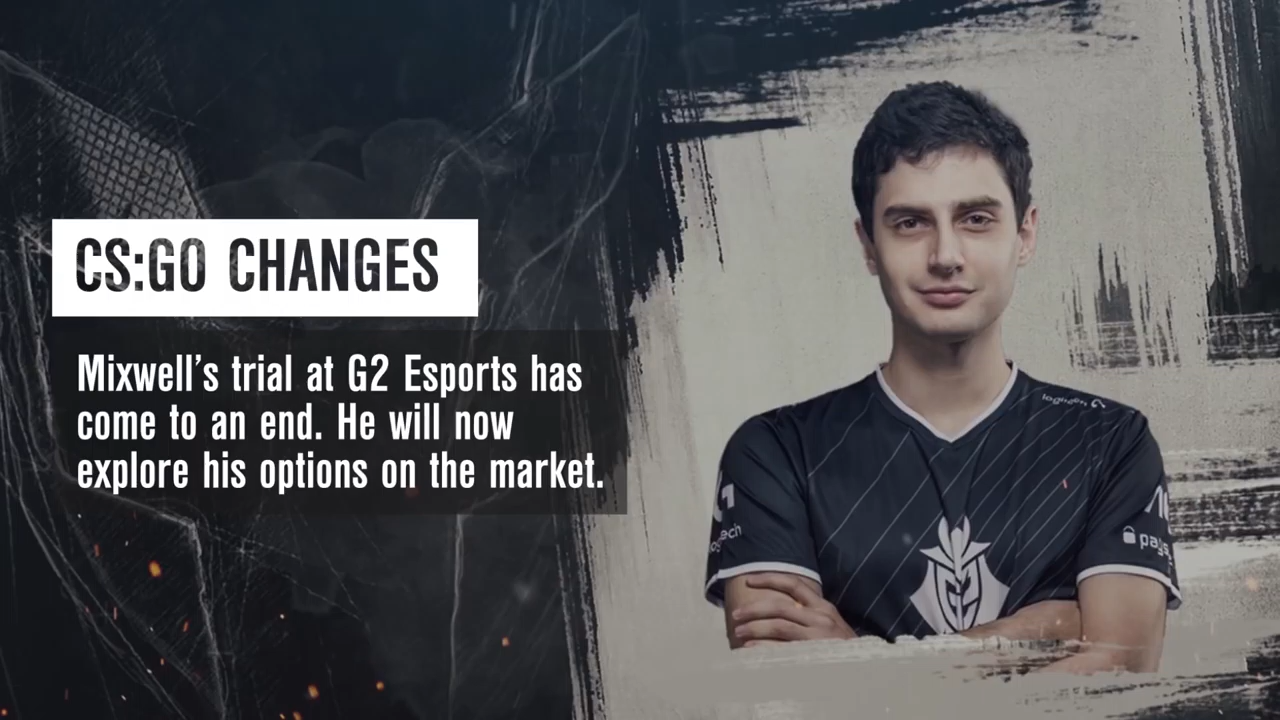 CS:GO CHANGES
Mixwell's trial at G2 Esports has
come to an end. He will now
explore his options on the market.
logitech G